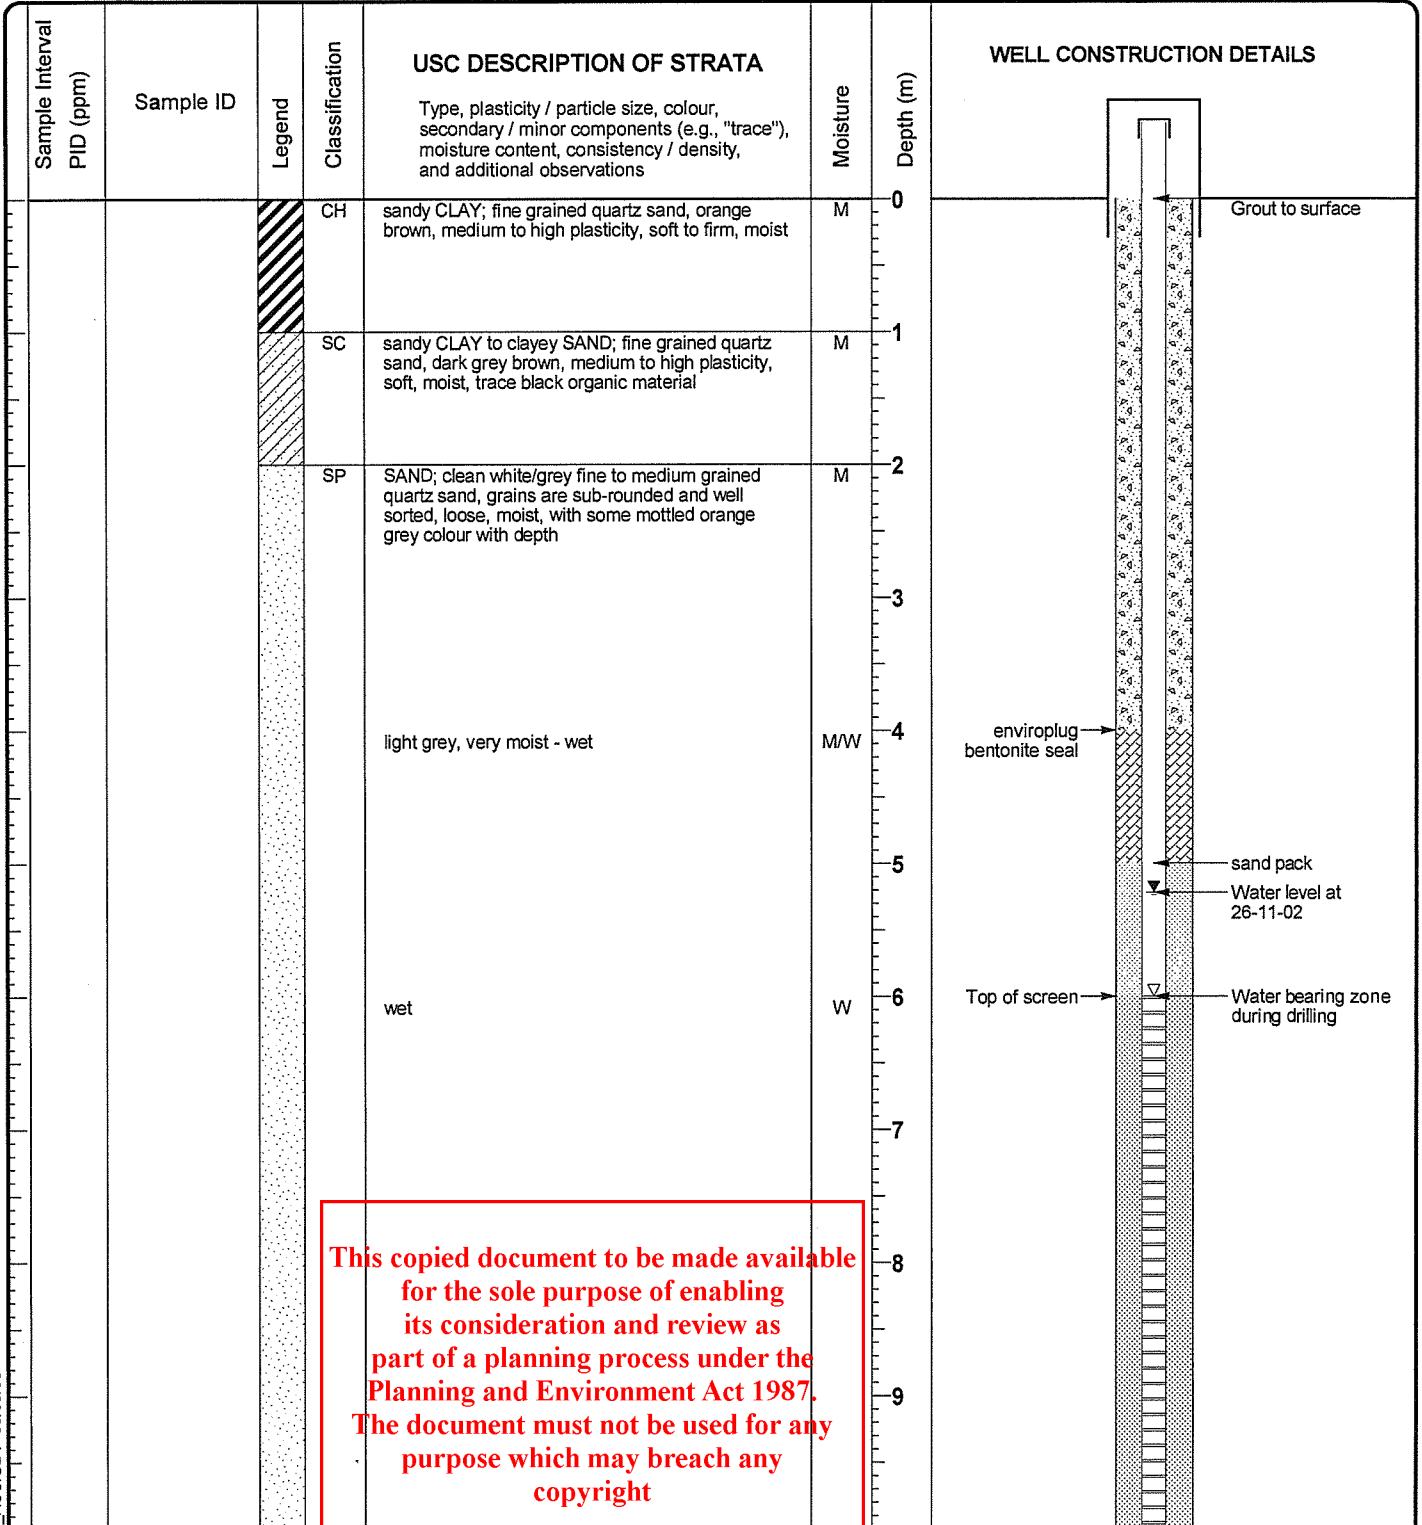 Sample Interval
PID (ppm)
Sample ID
Legend
Classification
USC DESCRIPTION OF STRATA
Type, plasticity / particle size, colour,
secondary / minor components (e.g., "trace"),
moisture content, consistency / density,
and additional observations
Moisture
Depth (m)
WELL CONSTRUCTION DETAILS
0
Grout to surface
CH
sandy CLAY; fine grained quartz sand, orange
brown, medium to high plasticity, soft to firm, moist
M
1
SC
sandy CLAY to clayey SAND; fine grained quartz
sand, dark grey brown, medium to high plasticity,
soft, moist, trace black organic material
M
2
SP
SAND; clean white/grey fine to medium grained
quartz sand, grains are sub-rounded and well
sorted, loose, moist, with some mottled orange
grey colour with depth
M
3
4
enviroplug
bentonite seal
light grey, very moist - wet
M/W
5
sand pack
Water level at
26-11-02
6
Top of screen
Water bearing zone
during drilling
wet
W
7
8
9
This copied document to be made available
for the sole purpose of enabling
its consideration and review as
part of a planning process under the
Planning and Environment Act 1987.
The document must not be used for any
purpose which may breach any
copyright